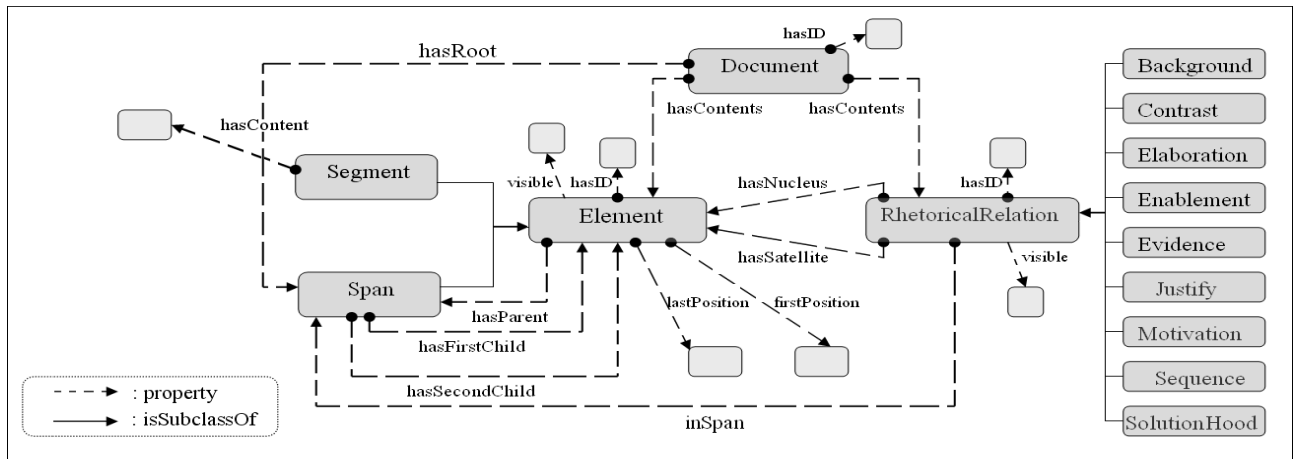 hasID
hasRoot
Document
Background
hasContents
hasContents
Contrast
hasContent
Segment
Elaboration
visible
hasID
hasNucleus
hasID
Element
RhetoricalRelation
Enablement
Evidence
hasSatellite
visible
Span
Justify
hasParent
lastPosition
firstPosition
hasFirstChild
Motivation
Sequence
: property
hasSecondChild
: isSubclassOf
inSpan
SolutionHood